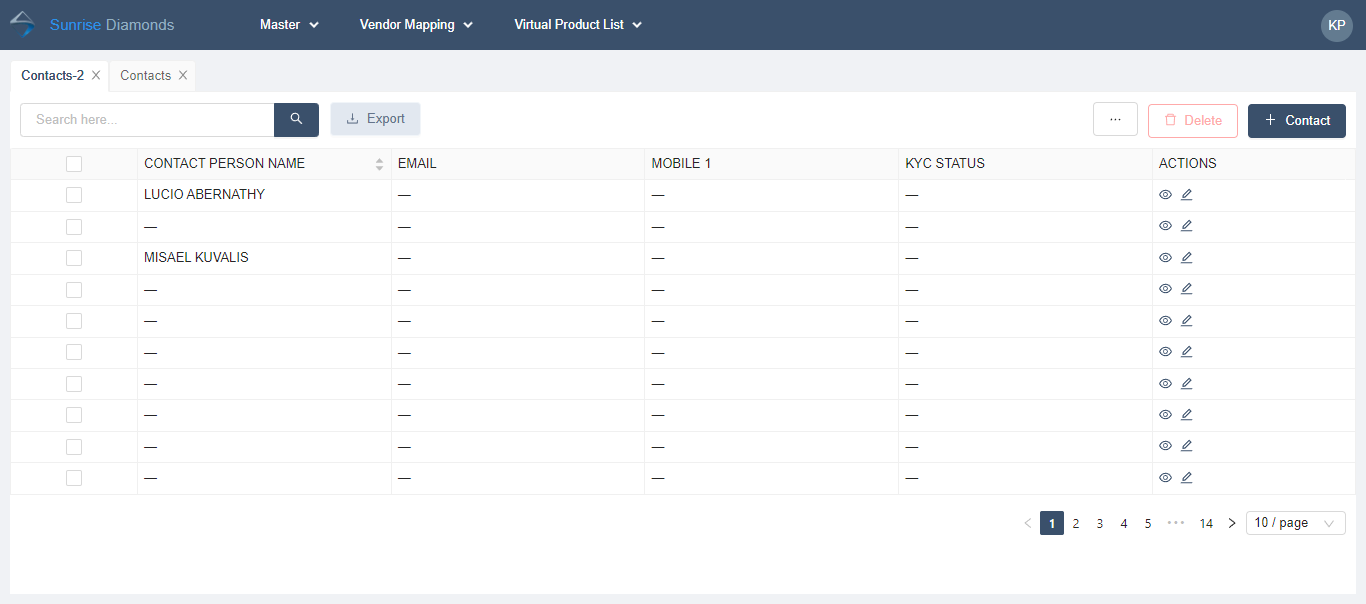 Sunrise Diamonds Master Vendor Mapping Virtual Product List KP
Contacts-2 Contacts
Search here... Export ... Delete + Contact
CONTACT PERSON NAME EMAIL MOBILE 1 KYC STATUS ACTIONS
LUCIO ABERNATHY — — —
— — — —
MISAEL KUVALIS — — —
— — — —
— — — —
— — — —
— — — —
— — — —
— — — —
— — — —
< 1 2 3 4 5 ••• 14 > 10 / page